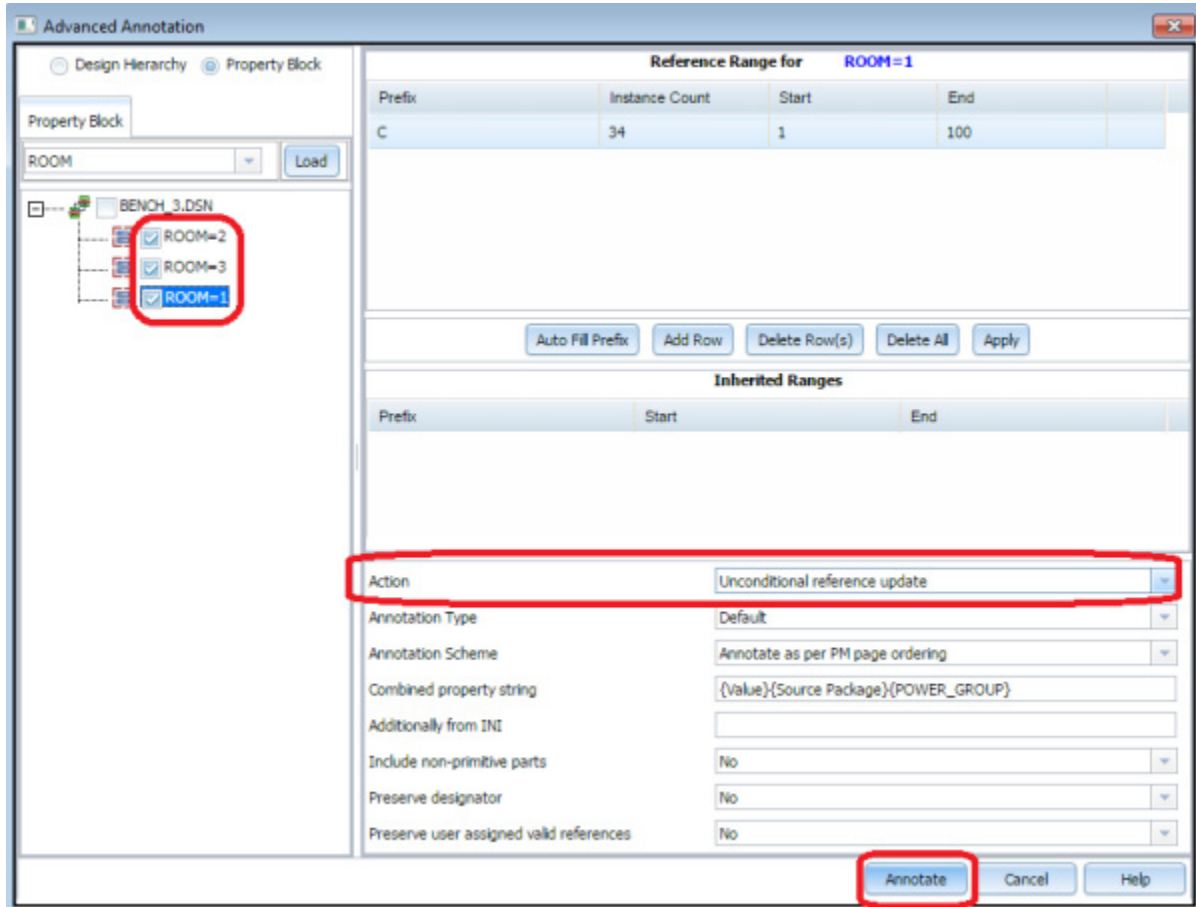 Advanced Annotation
Design Hierarchy Property Block
Property Block
ROOM Load
BENCH_3.DSN
ROOM=2
ROOM=3
ROOM=1
Reference Range for ROOM=1
Prefix Instance Count Start End
C 34 1 100
Auto Fill Prefix Add Row Delete Row(s) Delete All Apply
Inherited Ranges
Prefix Start End
Action Unconditional reference update
Annotation Type Default
Annotation Scheme Annotate as per PM page ordering
Combined property string {Value}{Source Package}{POWER_GROUP}
Additionally from INI
Include non-primitive parts No
Preserve designator No
Preserve user assigned valid references No
Annotate Cancel Help